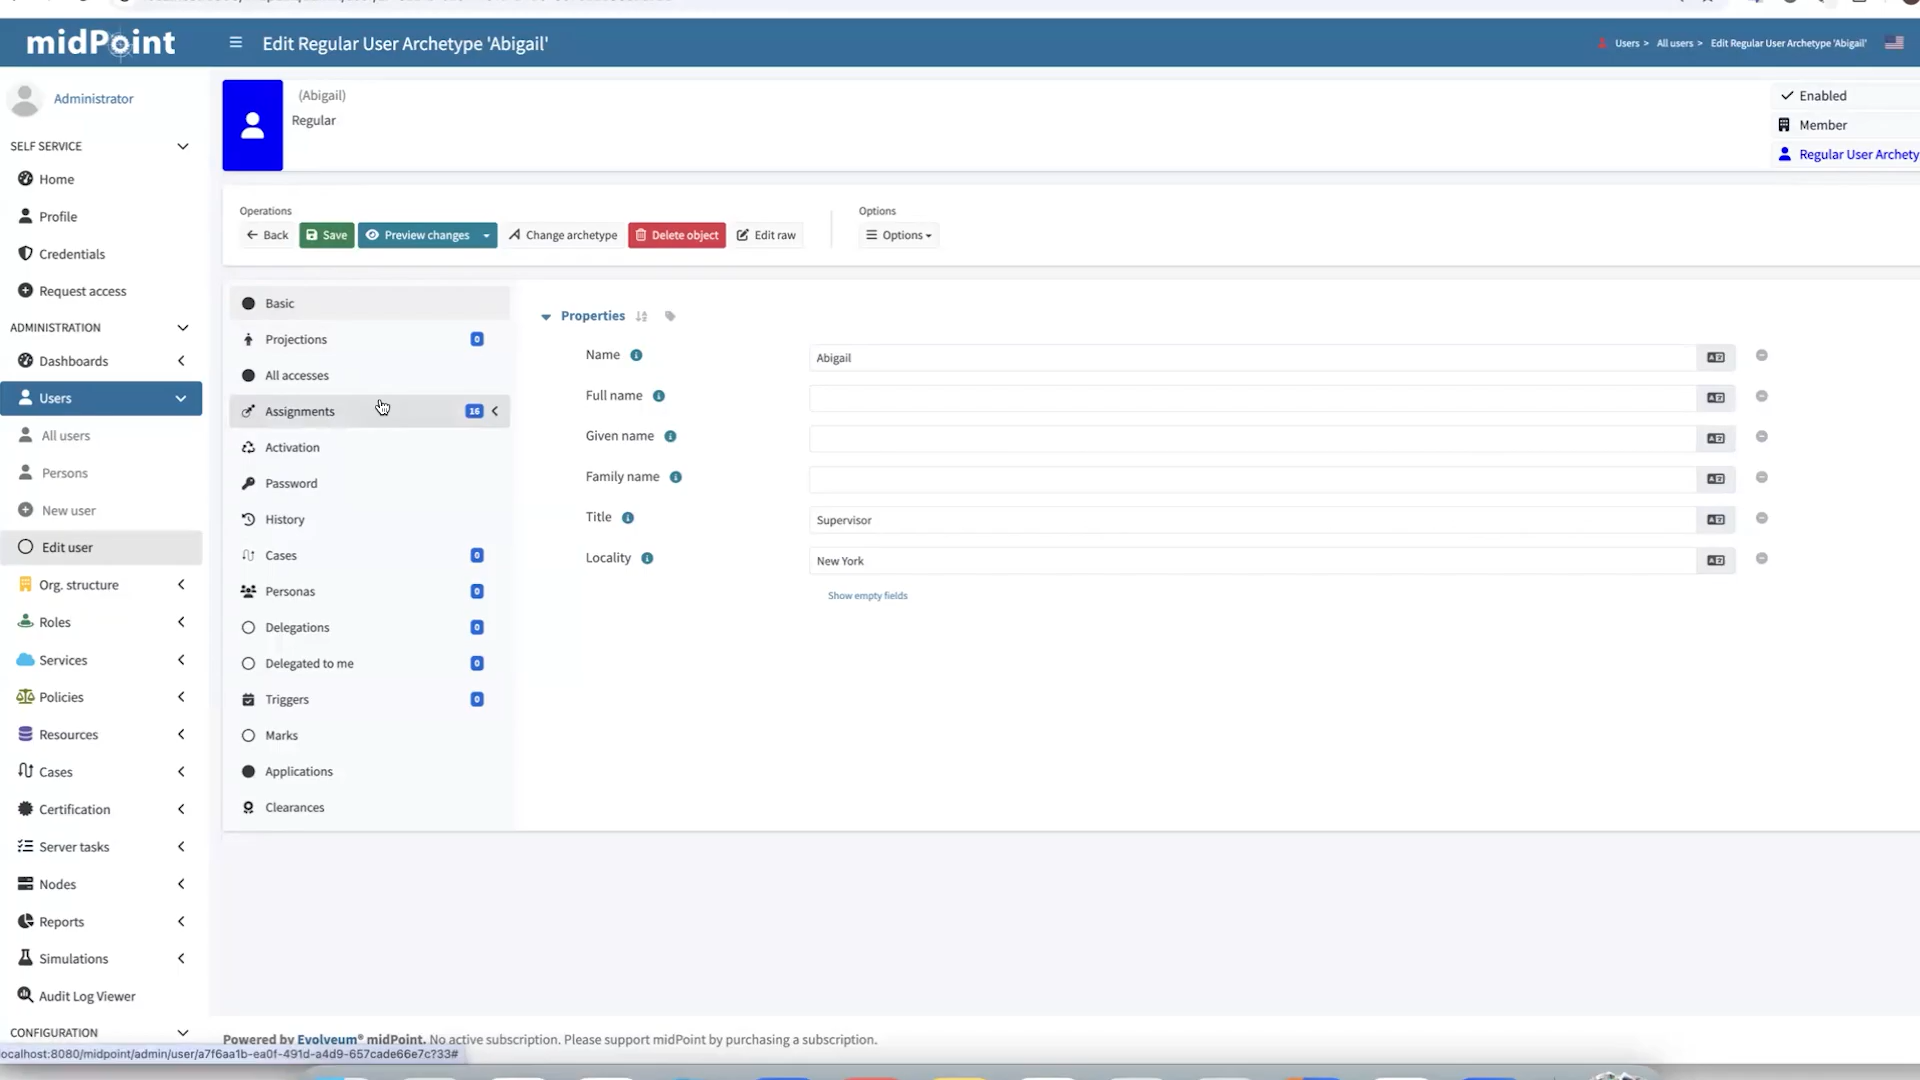 midPoint
Edit Regular User Archetype 'Abigail'
Users > All users > Edit Regular User Archetype 'Abigail'
Administrator
SELF SERVICE
Home
Profile
Credentials
Request access
ADMINISTRATION
Dashboards
Users
All users
Persons
New user
Edit user
Org. structure
Roles
Services
Policies
Resources
Cases
Certification
Server tasks
Nodes
Reports
Simulations
Audit Log Viewer
CONFIGURATION
(Abigail)
Regular
Enabled
Member
Regular User Archety
Operations
Back
Save
Preview changes
Change archetype
Delete object
Edit raw
Options
Options
Basic
Projections 0
All accesses
Assignments 16
Activation
Password
History
Cases 0
Personas 0
Delegations 0
Delegated to me 0
Triggers 0
Marks
Applications
Clearances
Properties
Name Abigail
Full name
Given name
Family name
Title Supervisor
Locality New York
Show empty fields
Powered by Evolveum® midPoint. No active subscription. Please support midPoint by purchasing a subscription.
ocalhost:8080/midpoint/admin/user/a7f6aa1b-ea0f-491d-a4d9-657cade66e7c?33#